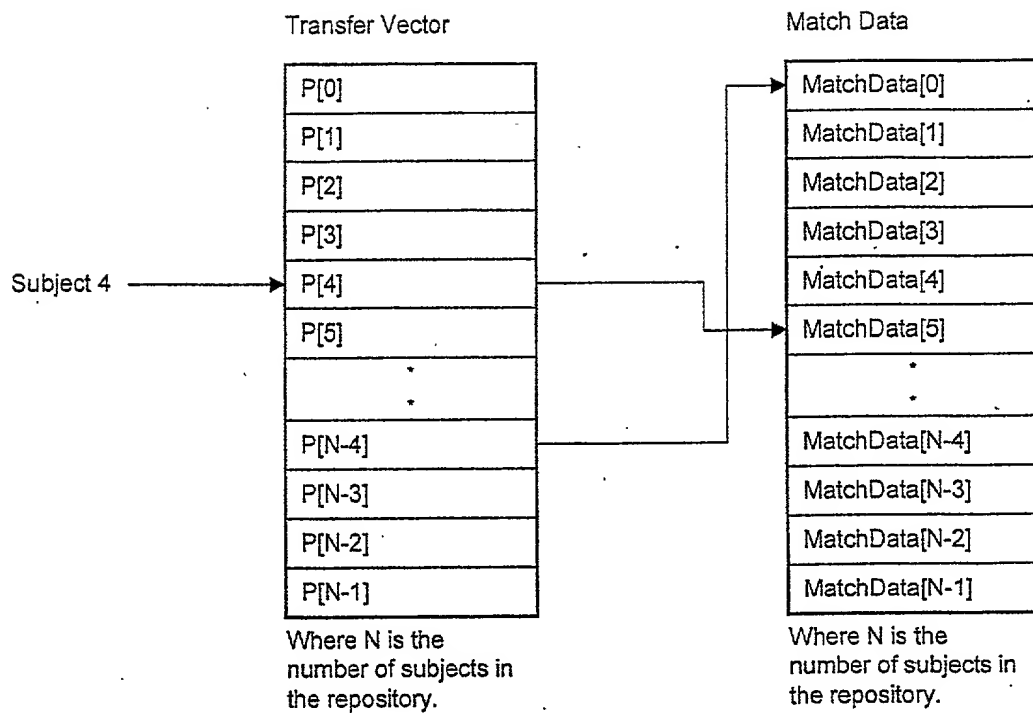 Transfer Vector
P[0]
P[1]
P[2]
P[3]
Subject 4
P[4]
P[5]
*
*
P[N-4]
P[N-3]
P[N-2]
P[N-1]
Where N is the
number of subjects in
the repository.
Match Data
MatchData[0]
MatchData[1]
MatchData[2]
MatchData[3]
MatchData[4]
MatchData[5]
*
*
MatchData[N-4]
MatchData[N-3]
MatchData[N-2]
MatchData[N-1]
Where N is the
number of subjects in
the repository.